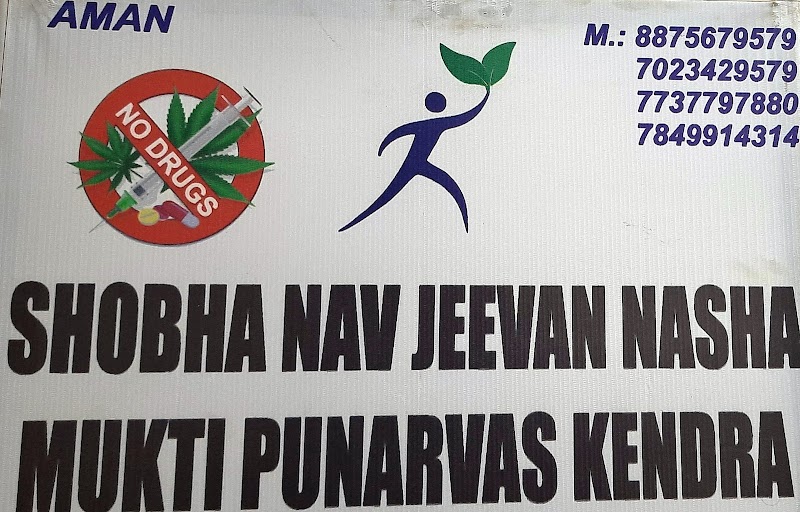 AMAN
M.: 8875679579
7023429579
7737797880
7849914314
NO DRUGS
SHOBHA NAV JEEVAN NASHA
MUKTI PUNARVAS KENDRA